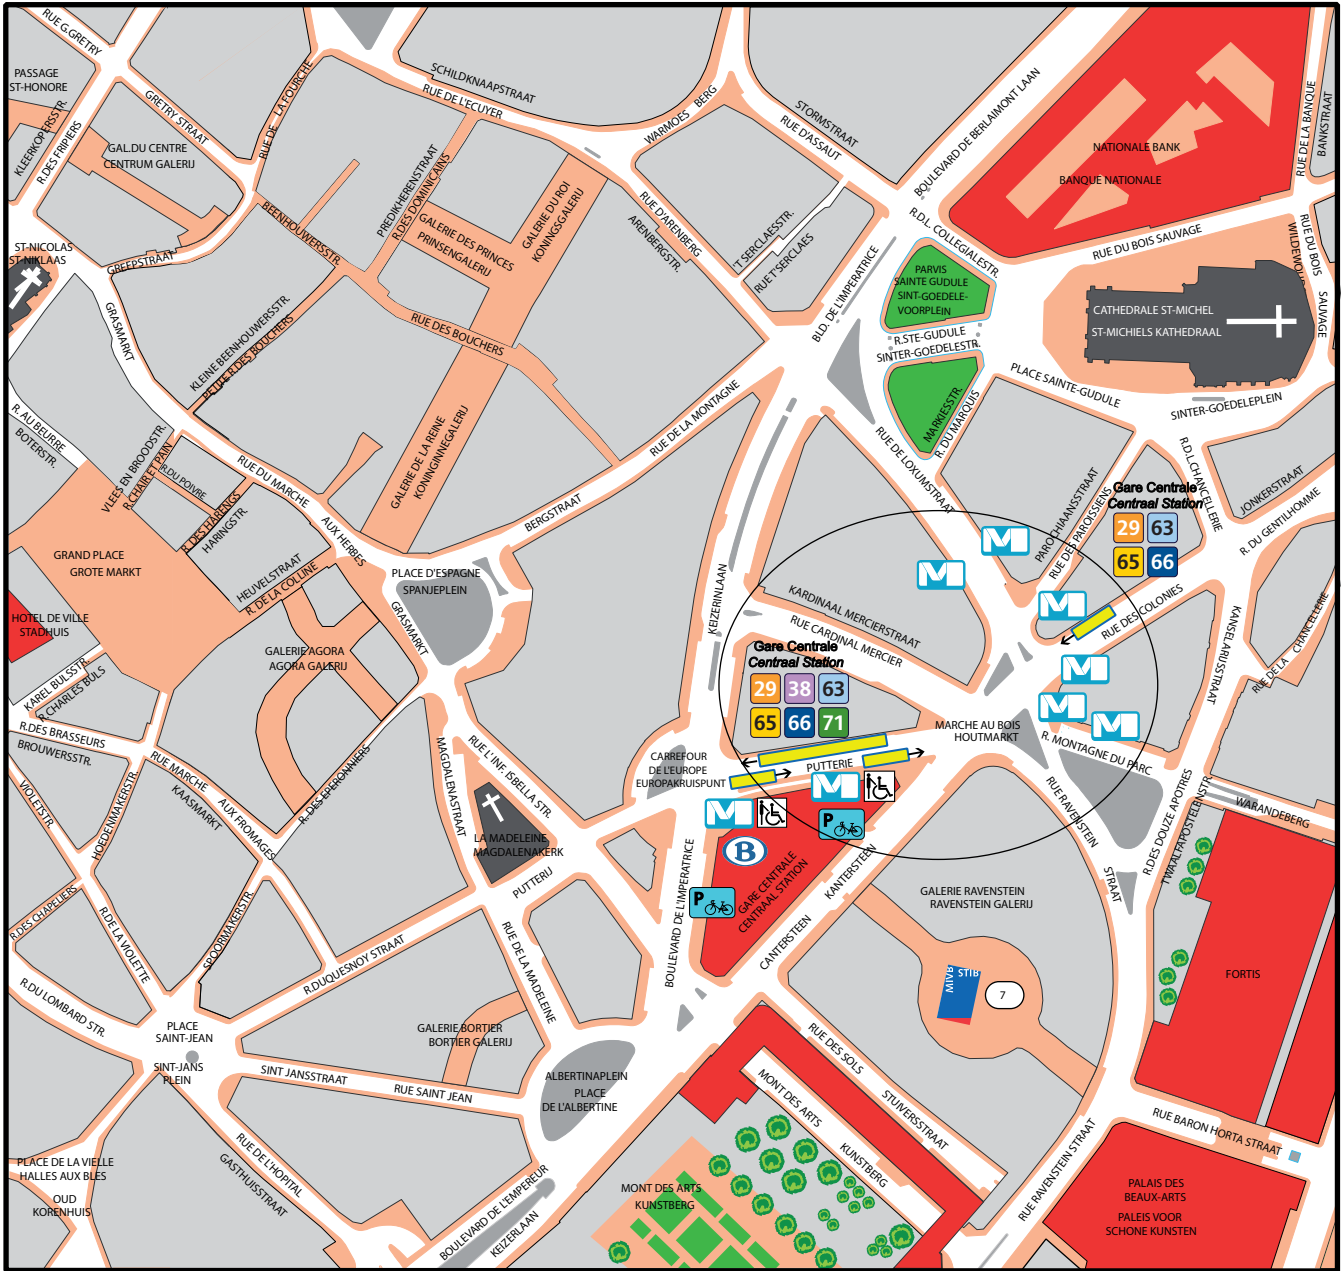 RUE G.GRETRY
PASSAGE
ST-HONORE
KLEERKOPERSSTR.
R.DES FRIPIERS
GRETRY STRAAT
GAL.DU CENTRE
CENTRUM GALERIJ
RUE DE LA FOURCHE
SCHILDKNAAPSTRAAT
RUE DE L'ECUYER
WARMOES BERG
STORMSTRAAT
RUE D'ASSAUT
BOULEVARD DE BERLAIMONT LAAN
NATIONALE BANK
BANQUE NATIONALE
RUE DE LA BANQUE
BANKSTRAAT
PREDIKHERENSTRAAT
R.DES DOMINICAINS
GALERIE DU ROI
KONINGSGALERIJ
GALERIE DES PRINCES
PRINSENGALERIJ
RUE D'ARENBERG
ARENBERGSTR.
'T SERCLAESSTR.
RUE T'SERCLAES
R.D.L. COLLEGIALESTR.
RUE DU BOIS SAUVAGE
RUE DU BOIS
SAUVAGE
BEENHOUWERSSTR.
ST-NICOLAS
ST-NIKLAAS
GREEPSTRAAT
GRASMARKT
BLD. DE L'IMPERATRICE
PARVIS
SAINTE GUDULE
SINT-GOEDELE-
VOORPLEIN
R.STE-GUDULE
SINTER-GOEDELESTR.
CATHEDRALE ST-MICHEL
ST-MICHIELS KATHEDRAAL
KLEINE BEENHOUWERSSTR.
PETITE R.DES BOUCHERS
RUE DES BOUCHERS
PLACE SAINTE-GUDULE
SINTER-GOEDELEPLEIN
MARKIESSTR.
R. DU MARQUIS
R. AU BEURRE
BOTERSTR.
VLEES EN BROODSTR.
R.CHAIR ET PAIN
R.DU POIVRE
R. DES HARENGS
HARINGSTR.
RUE DU MARCHE
AUX HERBES
GALERIE DE LA REINE
KONINGINNEGALERIJ
RUE DE LA MONTAGNE
BERGSTRAAT
RUE DE LOXUMSTRAAT
PAROCHIAANSSTRAAT
RUE DES PAROISSIENS
R.D.L.CHANCELLERIE
JONKERSTRAAT
R. DU GENTILHOMME
Gare Centrale
Centraal Station
29 63
65 66
GRAND PLACE
GROTE MARKT
HOTEL DE VILLE
STADHUIS
HEUVELSTRAAT
R. DE LA COLLINE
PLACE D'ESPAGNE
SPANJEPLEIN
GRASMARKT
KEIZERINLAAN
KARDINAAL MERCIERSTRAAT
RUE CARDINAL MERCIER
RUE DES COLONIES
KANSELARIJSTRAAT
RUE DE LA CHANCELLERIE
GALERIE AGORA
AGORA GALERIJ
KAREL BULSSTR.
R.CHARLES BULS
Gare Centrale
Centraal Station
29 38 63
65 66 71
MARCHE AU BOIS
HOUTMARKT
R. MONTAGNE DU PARC
R.DES BRASSEURS
BROUWERSSTR.
RUE MARCHE
AUX FROMAGES
KAASMARKT
R. DES EPERONNIERS
MAGDALENASTRAAT
RUE L' INF. ISBELLA STR.
CARREFOUR
DE L'EUROPE
EUROPAKRUISPUNT
PUTTERIE
VIOLETSTR.
HOEDENMAKERSTR.
LA MADELEINE
MAGDALENAKERK
P
B
P
GARE CENTRALE
CENTRAAL STATION
KANTERSTEEN
CANTERSTEEN
RUE RAVENSTEIN
STRAAT
R.DES DOUZE APOTRES
TWAALFAPOSTELENSTR.
WARANDEBERG
R.DES CHAPELIERS
R.DE LA VIOLETTE
SPOORMAKERSTR.
PUTTERIJ
R.DUQUESNOY STRAAT
RUE DE LA MADELEINE
BOULEVARD DE L'IMPERATRICE
GALERIE RAVENSTEIN
RAVENSTEIN GALERIJ
MIVB
STIB
7
FORTIS
R.DU LOMBARD STR.
PLACE
SAINT-JEAN
SINT-JANS
PLEIN
GALERIE BORTIER
BORTIER GALERIJ
SINT JANSSTRAAT
RUE SAINT JEAN
ALBERTINAPLEIN
PLACE
DE L'ALBERTINE
RUE DES SOLS
STUIVERSSTRAAT
MONT DES ARTS
KUNSTBERG
RUE BARON HORTA STRAAT
RUE RAVENSTEIN STRAAT
PLACE DE LA VIELLE
HALLES AUX BLES
OUD
KORENHUIS
RUE DE L'HOPITAL
GASTHUISSTRAAT
BOULEVARD DE L'EMPEREUR
KEIZERLAAN
MONT DES ARTS
KUNSTBERG
PALAIS DES
BEAUX-ARTS
PALEIS VOOR
SCHONE KUNSTEN